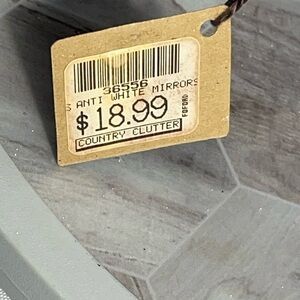 36556
S ANTI WHITE MIRRORS
$18.99
COUNTRY CLUTTER